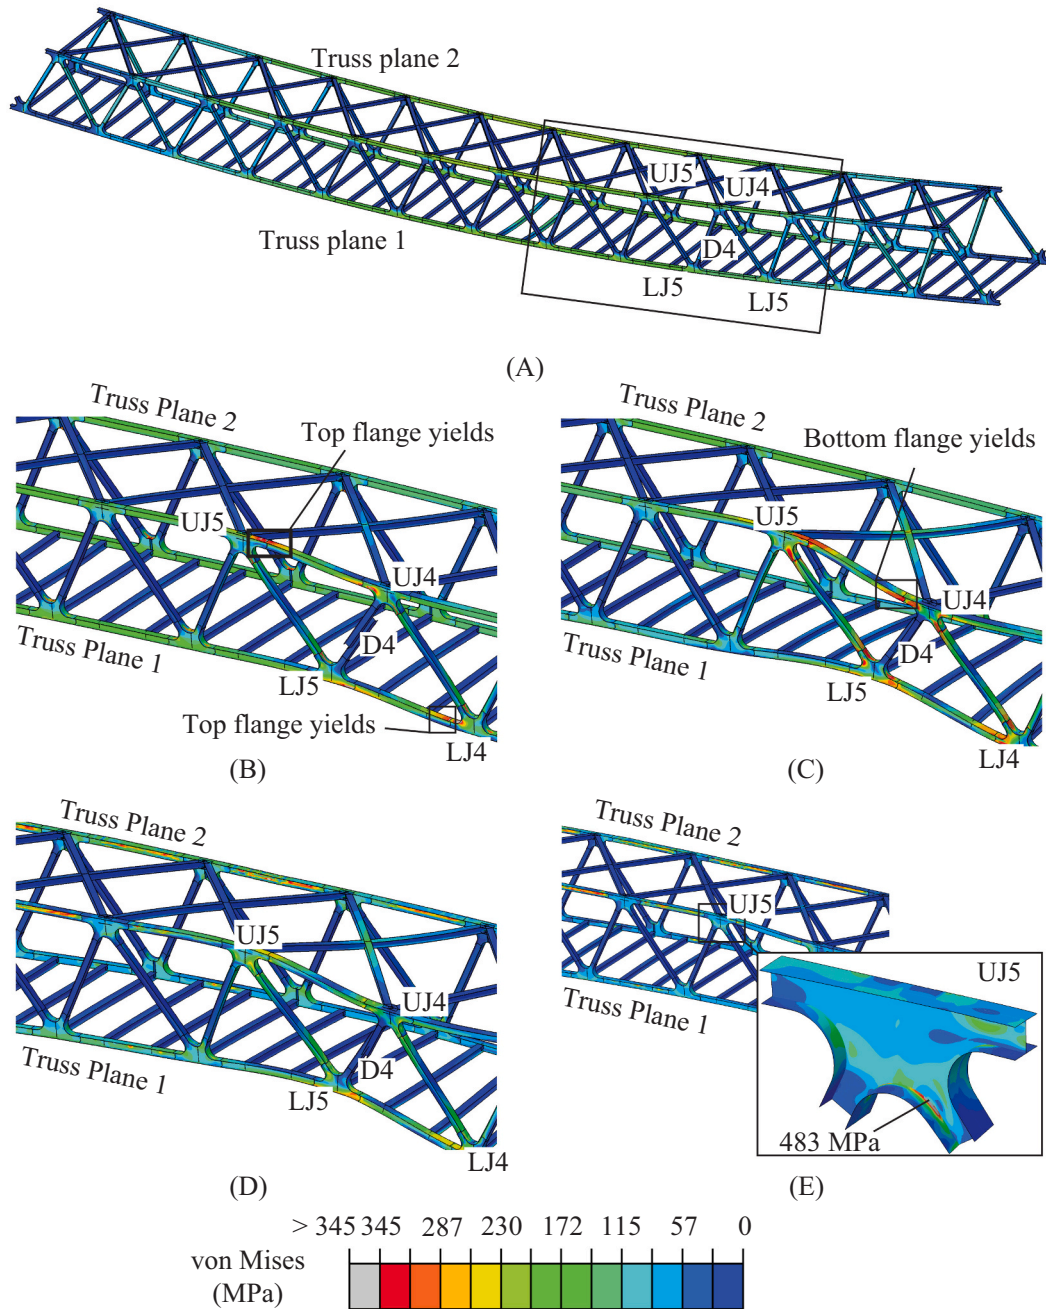 Truss plane 2
UJ5
UJ4
Truss plane 1
D4
LJ5
LJ5
(A)
Truss Plane 2
Top flange yields
UJ5
UJ4
D4
Truss Plane 1
LJ5
Top flange yields
LJ4
(B)
Truss Plane 2
Bottom flange yields
UJ5
UJ4
D4
Truss Plane 1
LJ5
LJ4
(C)
Truss Plane 2
UJ5
UJ4
D4
Truss Plane 1
LJ5
LJ4
(D)
Truss Plane 2
UJ5
UJ5
Truss Plane 1
483 MPa
(E)
> 345 345 287 230 172 115 57 0
von Mises
(MPa)